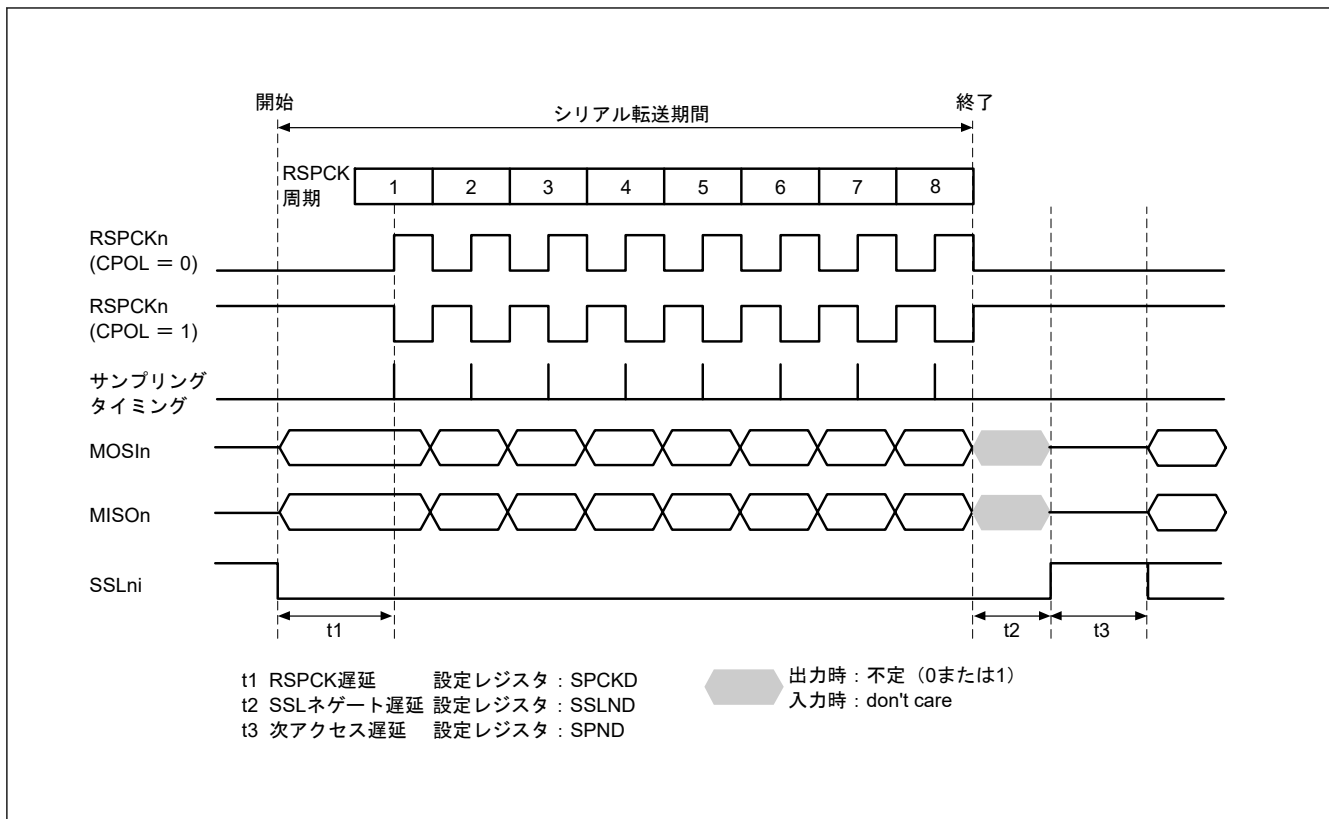 開始
終了
シリアル転送期間
RSPCK
周期
1 2 3 4 5 6 7 8
RSPCKn
(CPOL = 0)
RSPCKn
(CPOL = 1)
サンプリング
タイミング
MOSIn
MISOn
SSLni
t1
t2
t3
t1 RSPCK遅延 設定レジスタ：SPCKD
t2 SSLネゲート遅延 設定レジスタ：SSLND
t3 次アクセス遅延 設定レジスタ：SPND
出力時：不定（0または1）
入力時：don't care